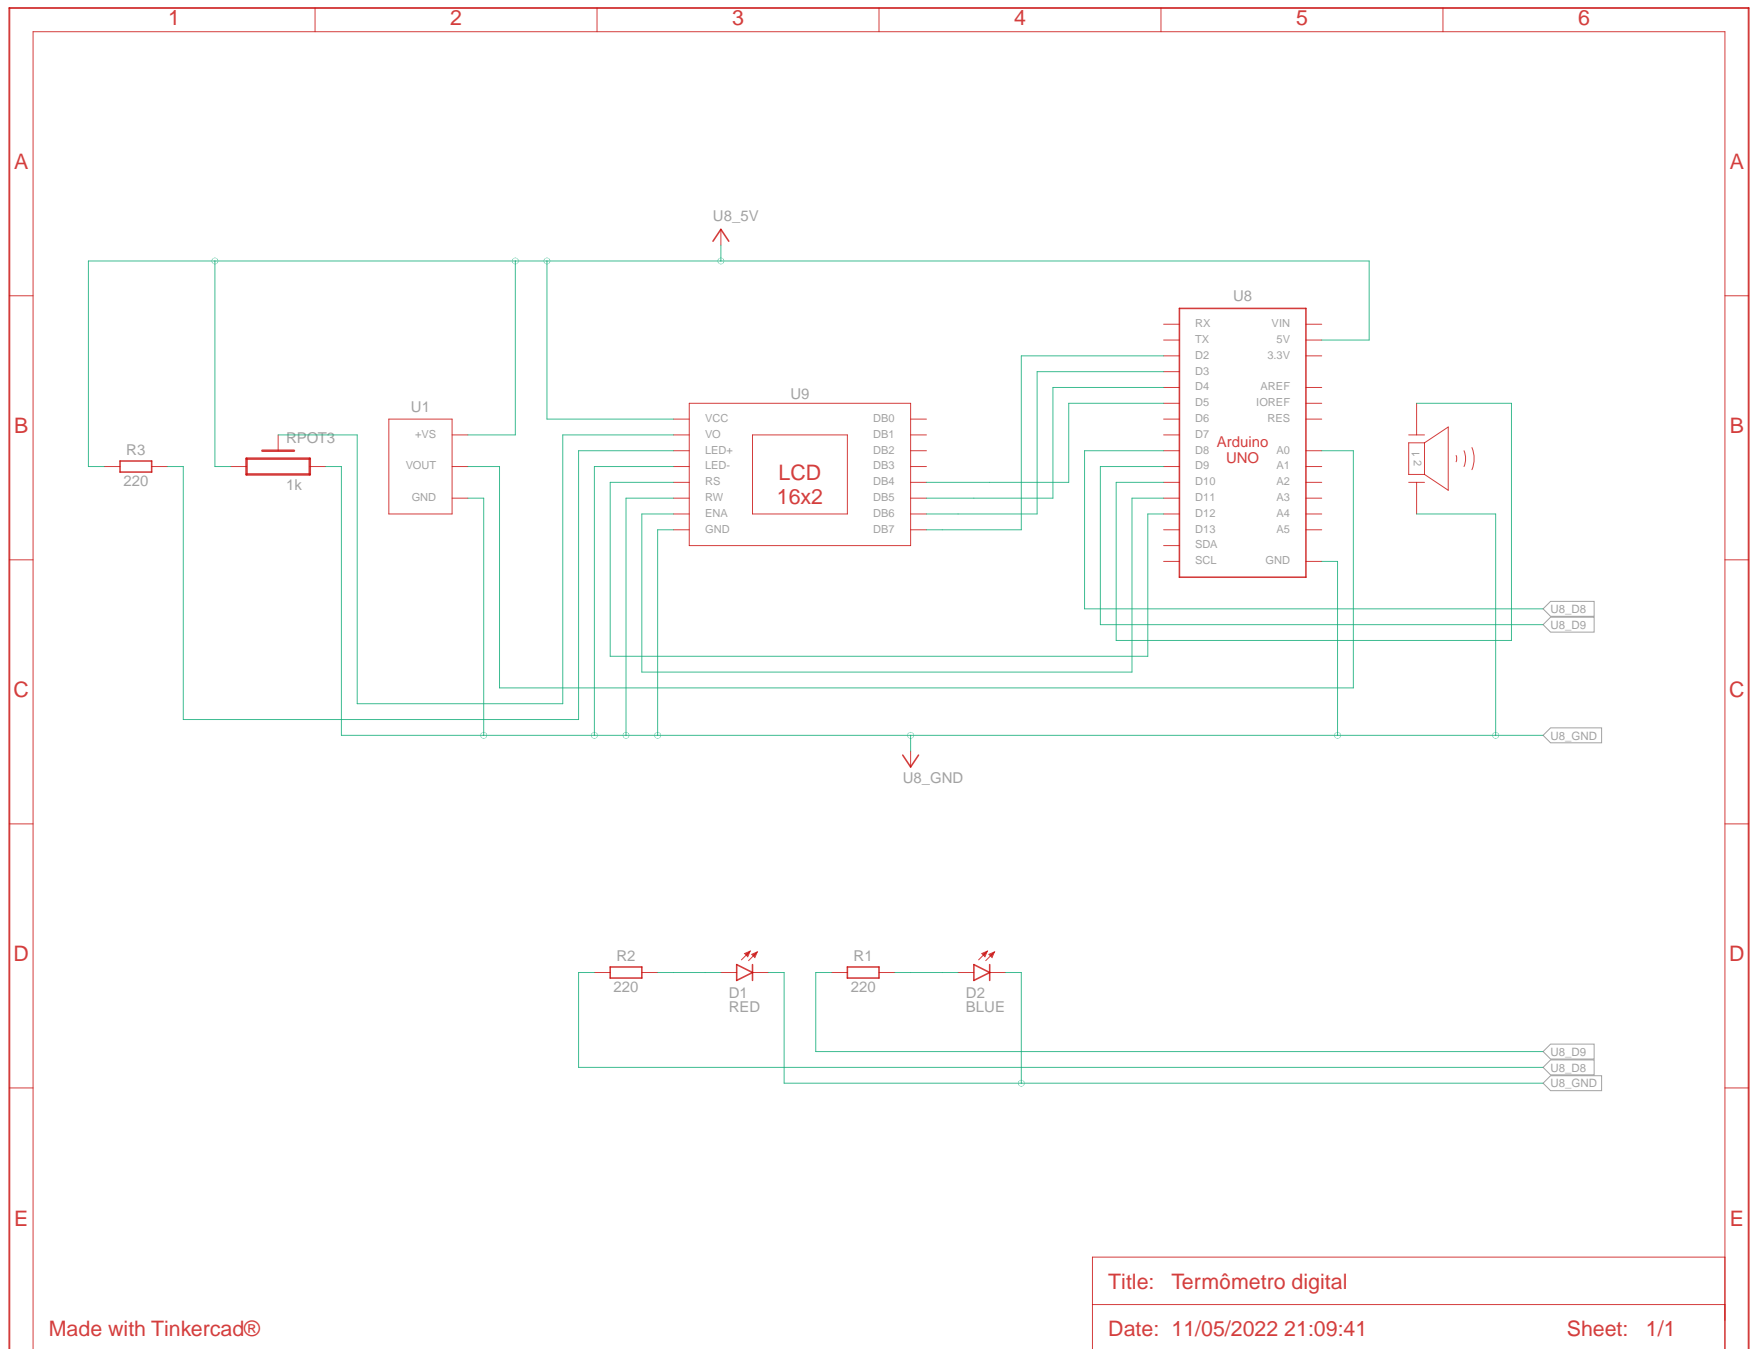 1 2 3 4 5 6
A A
U8_5V
U8
RX VIN
TX 5V
D2 3.3V
D3
D4 AREF
D5 IOREF
D6 RES
D7
Arduino
UNO
D8 A0
D9 A1
D10 A2
D11 A3
D12 A4
D13 A5
SDA
SCL GND
B B
U9
VCC DB0
VO DB1
LED+ DB2
LED- DB3
RS DB4
RW DB5
ENA DB6
GND DB7
LCD
16x2
U1
+VS
VOUT
GND
RPOT3
1k
R3
220
1 2
U8_D8
U8_D9
C C
U8_GND
U8_GND
D D
R2
220
D1
RED
R1
220
D2
BLUE
U8_D9
U8_D8
U8_GND
E E
Title: Termômetro digital
Made with Tinkercad®
Date: 11/05/2022 21:09:41 Sheet: 1/1